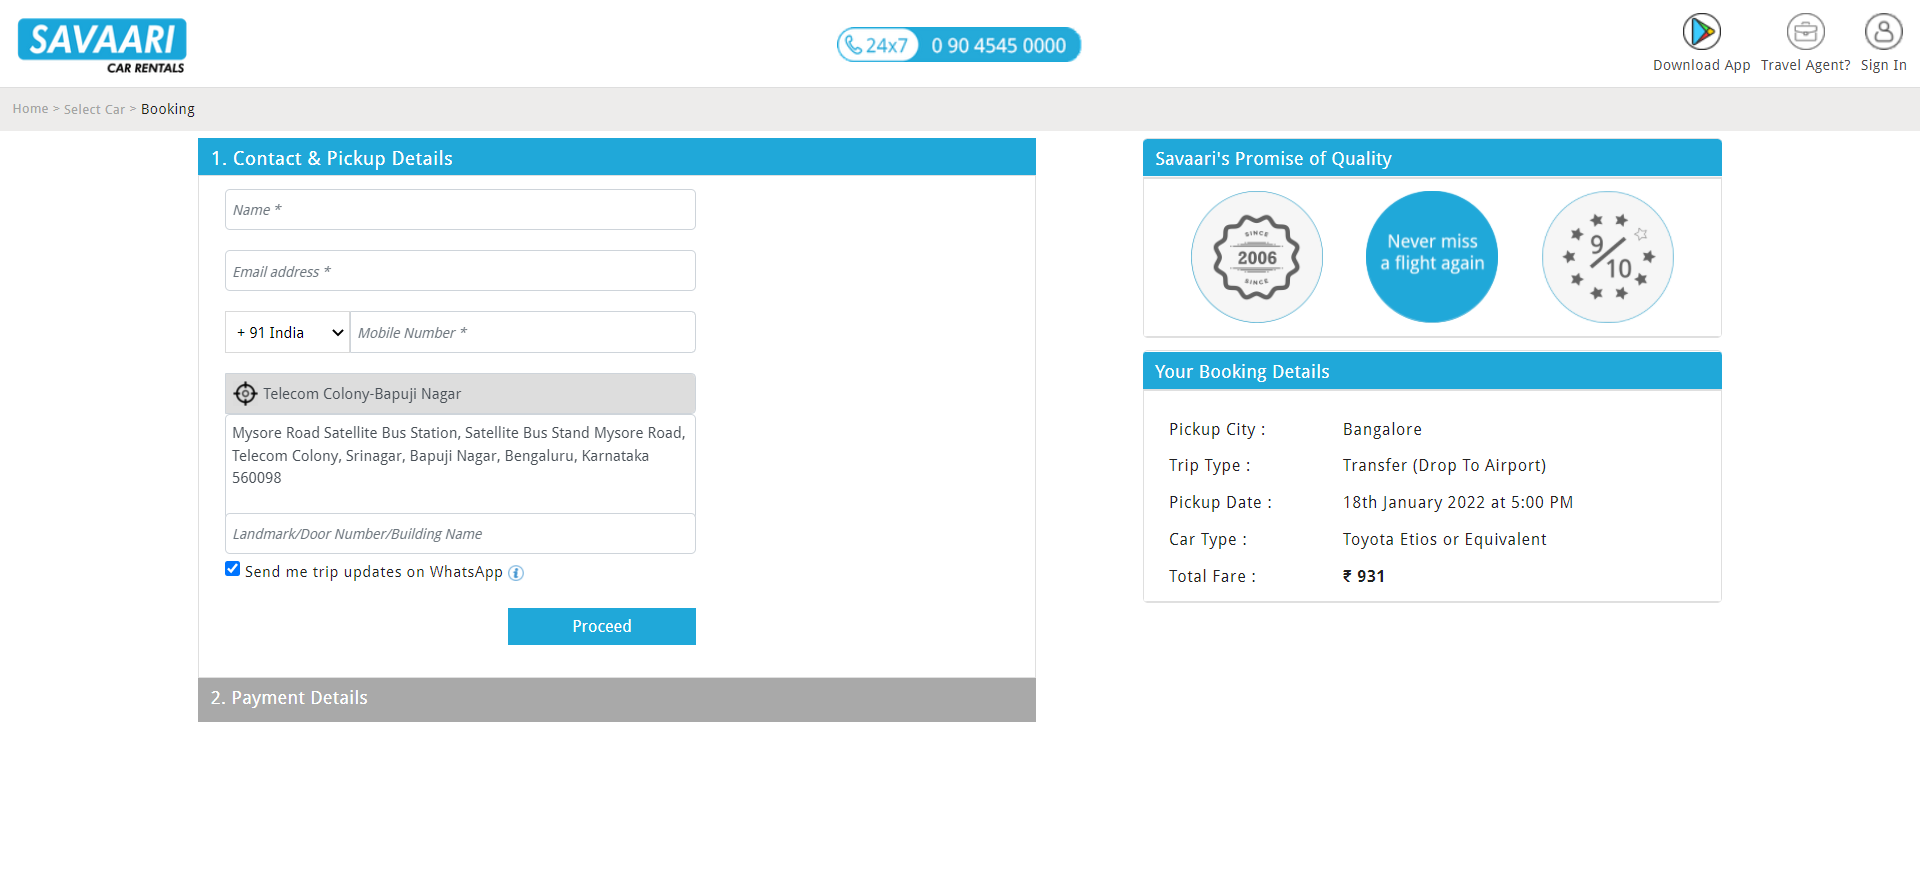 SAVAARI
CAR RENTALS
24x7 0 90 4545 0000
Download App
Travel Agent?
Sign In
Home > Select Car > Booking
1. Contact & Pickup Details
Name *
Email address *
+ 91 India
Mobile Number *
Telecom Colony-Bapuji Nagar
Mysore Road Satellite Bus Station, Satellite Bus Stand Mysore Road,
Telecom Colony, Srinagar, Bapuji Nagar, Bengaluru, Karnataka
560098
Landmark/Door Number/Building Name
Send me trip updates on WhatsApp
Proceed
2. Payment Details
Savaari's Promise of Quality
SINCE
2006
SINCE
Never miss
a flight again
9/10
Your Booking Details
Pickup City : Bangalore
Trip Type : Transfer (Drop To Airport)
Pickup Date : 18th January 2022 at 5:00 PM
Car Type : Toyota Etios or Equivalent
Total Fare : ₹ 931